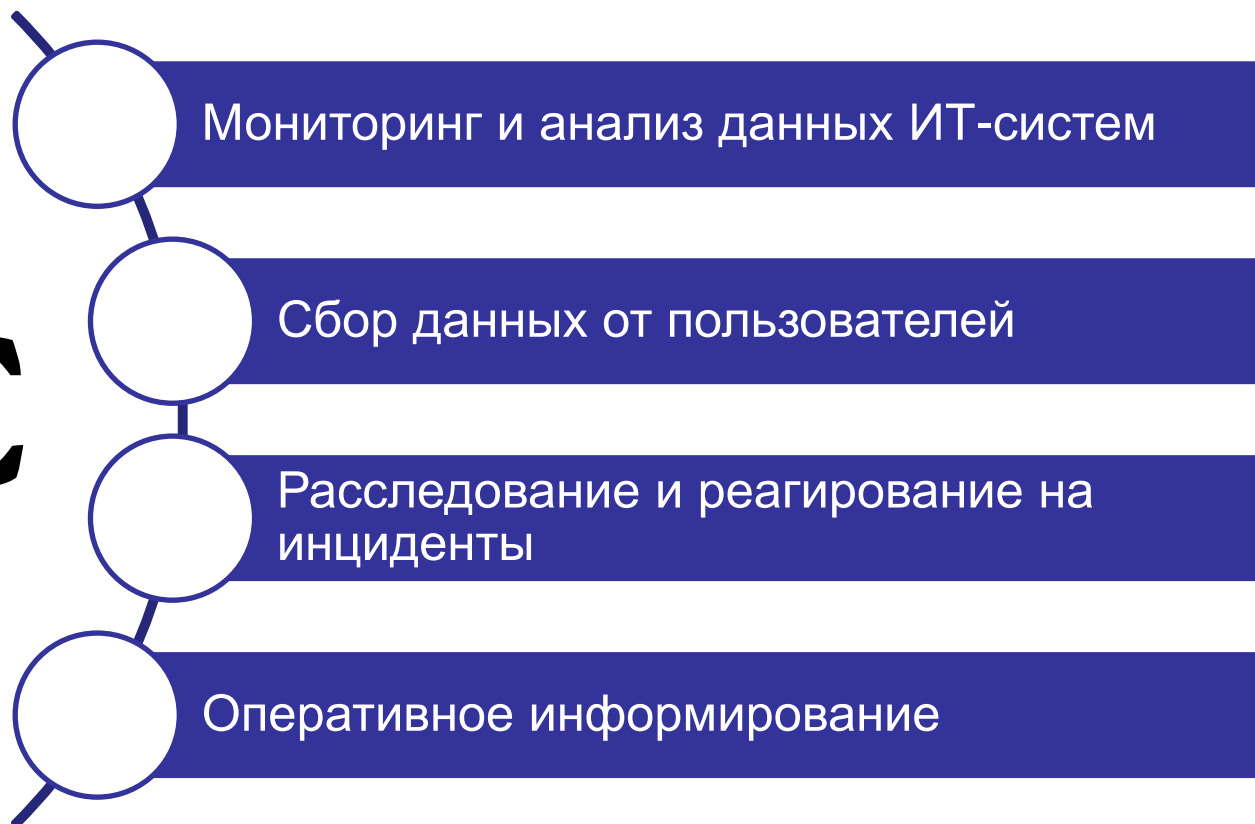 Мониторинг и анализ данных ИТ-систем
Сбор данных от пользователей
Расследование и реагирование на
инциденты
Оперативное информирование